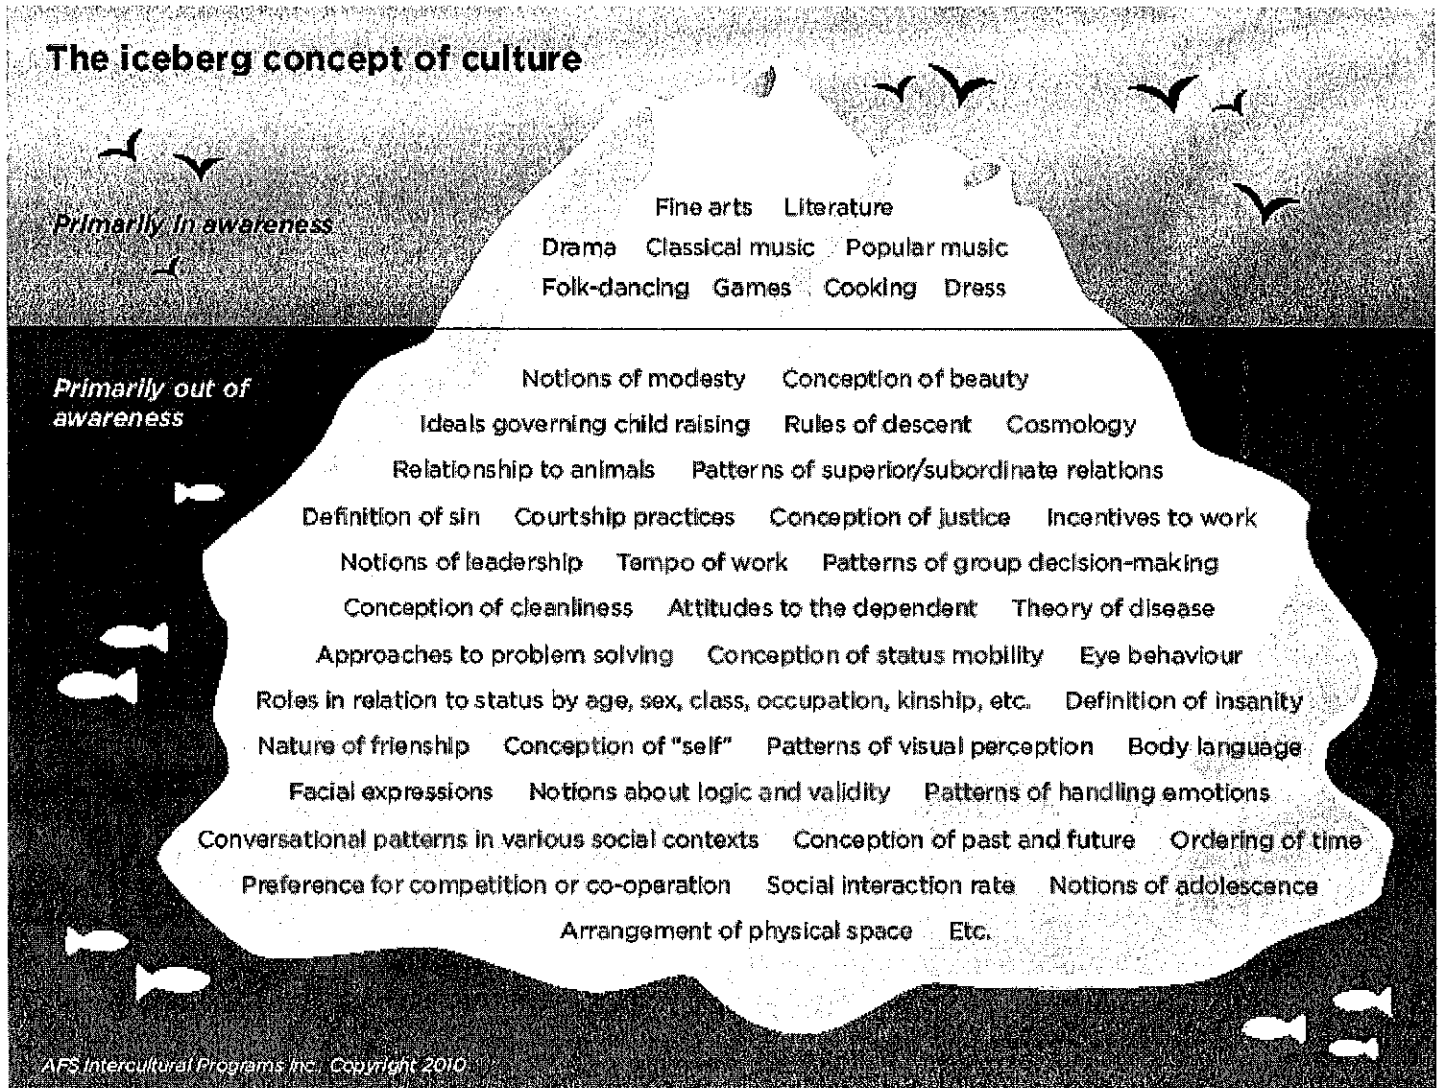 The iceberg concept of culture
Primarily in awareness
Fine arts Literature
Drama Classical music Popular music
Folk-dancing Games Cooking Dress
Primarily out of
awareness
Notions of modesty Conception of beauty
Ideals governing child raising Rules of descent Cosmology
Relationship to animals Patterns of superior/subordinate relations
Definition of sin Courtship practices Conception of justice Incentives to work
Notions of leadership Tempo of work Patterns of group decision-making
Conception of cleanliness Attitudes to the dependent Theory of disease
Approaches to problem solving Conception of status mobility Eye behaviour
Roles in relation to status by age, sex, class, occupation, kinship, etc. Definition of insanity
Nature of frienship Conception of "self" Patterns of visual perception Body language
Facial expressions Notions about logic and validity Patterns of handling emotions
Conversational patterns in various social contexts Conception of past and future Ordering of time
Preference for competition or co-operation Social interaction rate Notions of adolescence
Arrangement of physical space Etc.
AFS Intercultural Programs Inc. Copyright 2010